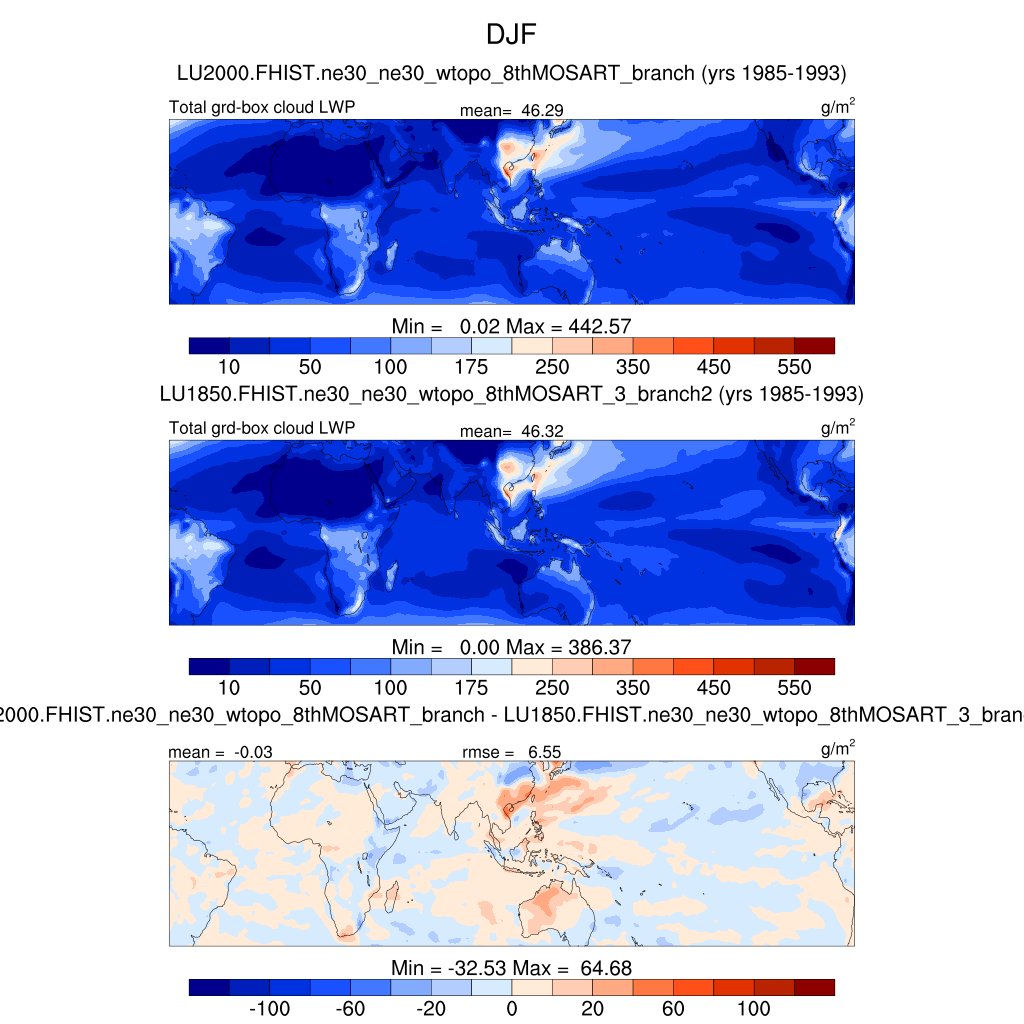 DJF
LU2000.FHIST.ne30_ne30_wtopo_8thMOSART_branch (yrs 1985-1993)
Total grd-box cloud LWP mean= 46.29 g/m²
Min = 0.02 Max = 442.57
10 50 100 175 250 350 450 550
LU1850.FHIST.ne30_ne30_wtopo_8thMOSART_3_branch2 (yrs 1985-1993)
Total grd-box cloud LWP mean= 46.32 g/m²
Min = 0.00 Max = 386.37
10 50 100 175 250 350 450 550
2000.FHIST.ne30_ne30_wtopo_8thMOSART_branch - LU1850.FHIST.ne30_ne30_wtopo_8thMOSART_3_bran
mean = -0.03 rmse = 6.55 g/m²
Min = -32.53 Max = 64.68
-100 -60 -20 0 20 60 100